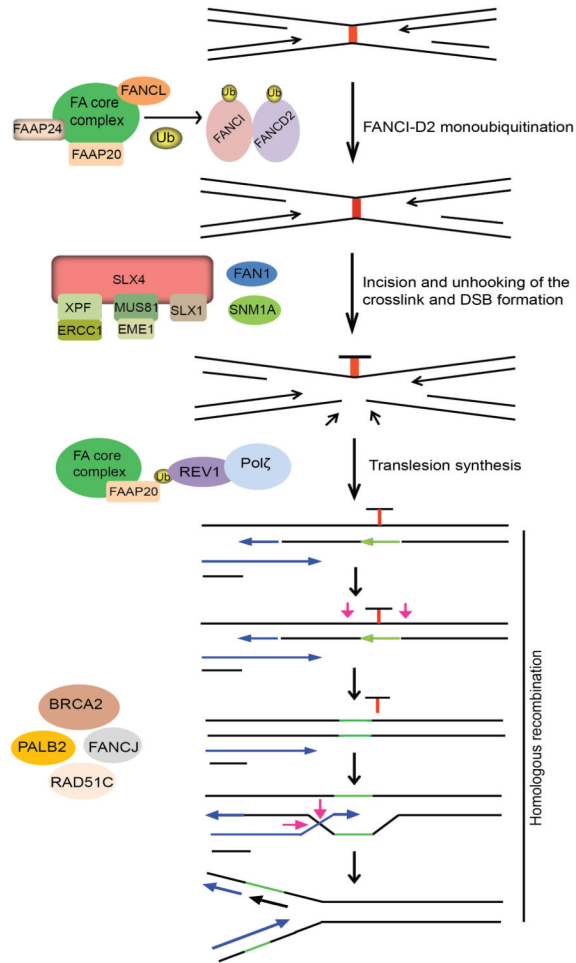 FANCL
FA core
complex
FAAP24
FAAP20
Ub
Ub
Ub
FANCI
FANCD2
FANCI-D2 monoubiquitination
SLX4
XPF
MUS81
SLX1
ERCC1
EME1
FAN1
SNM1A
Incision and unhooking of the
crosslink and DSB formation
FA core
complex
FAAP20
Ub
REV1
Polζ
Translesion synthesis
BRCA2
PALB2
FANCJ
RAD51C
Homologous recombination